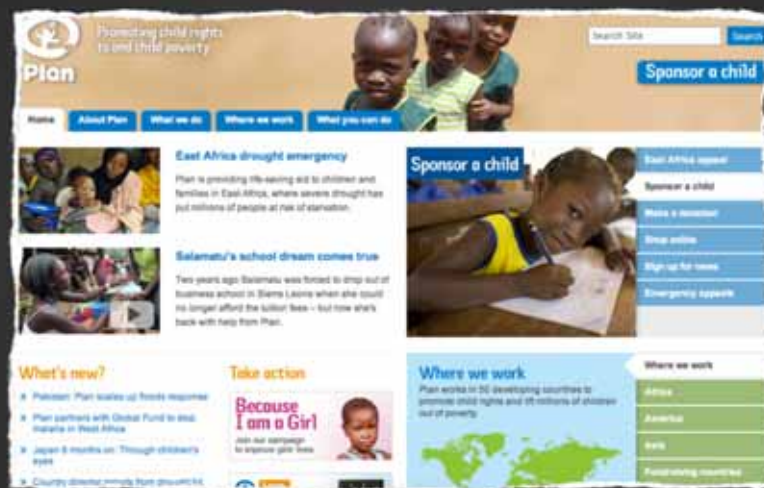 Promoting child rights
to end child poverty
Plan
Search Site
Search
Sponsor a child
Home
About Plan
What we do
Where we work
What you can do
East Africa drought emergency
Plan is providing life-saving aid to children and
families in East Africa, where severe drought has
put millions of people at risk of starvation.
Salamatu's school dream comes true
Two years ago Salamatu was forced to drop out of
business school in Sierra Leone when she could
no longer afford the tuition fees – but now she's
back with help from Plan.
Sponsor a child
East Africa appeal
Sponsor a child
Make a donation
Shop online
Sign up for news
Emergency appeals
What's new?
Pakistan: Plan scales up floods response
Plan partners with Global Fund to stop
malaria in West Africa
Japan 6 months on: Through children's
eyes
Country director
Take action
Because
I am a Girl
Join our campaign
to improve girls' lives
Where we work
Plan works in 50 developing countries to
promote child rights and lift millions of children
out of poverty.
Where we work
Africa
America
Asia
Fundraising countries